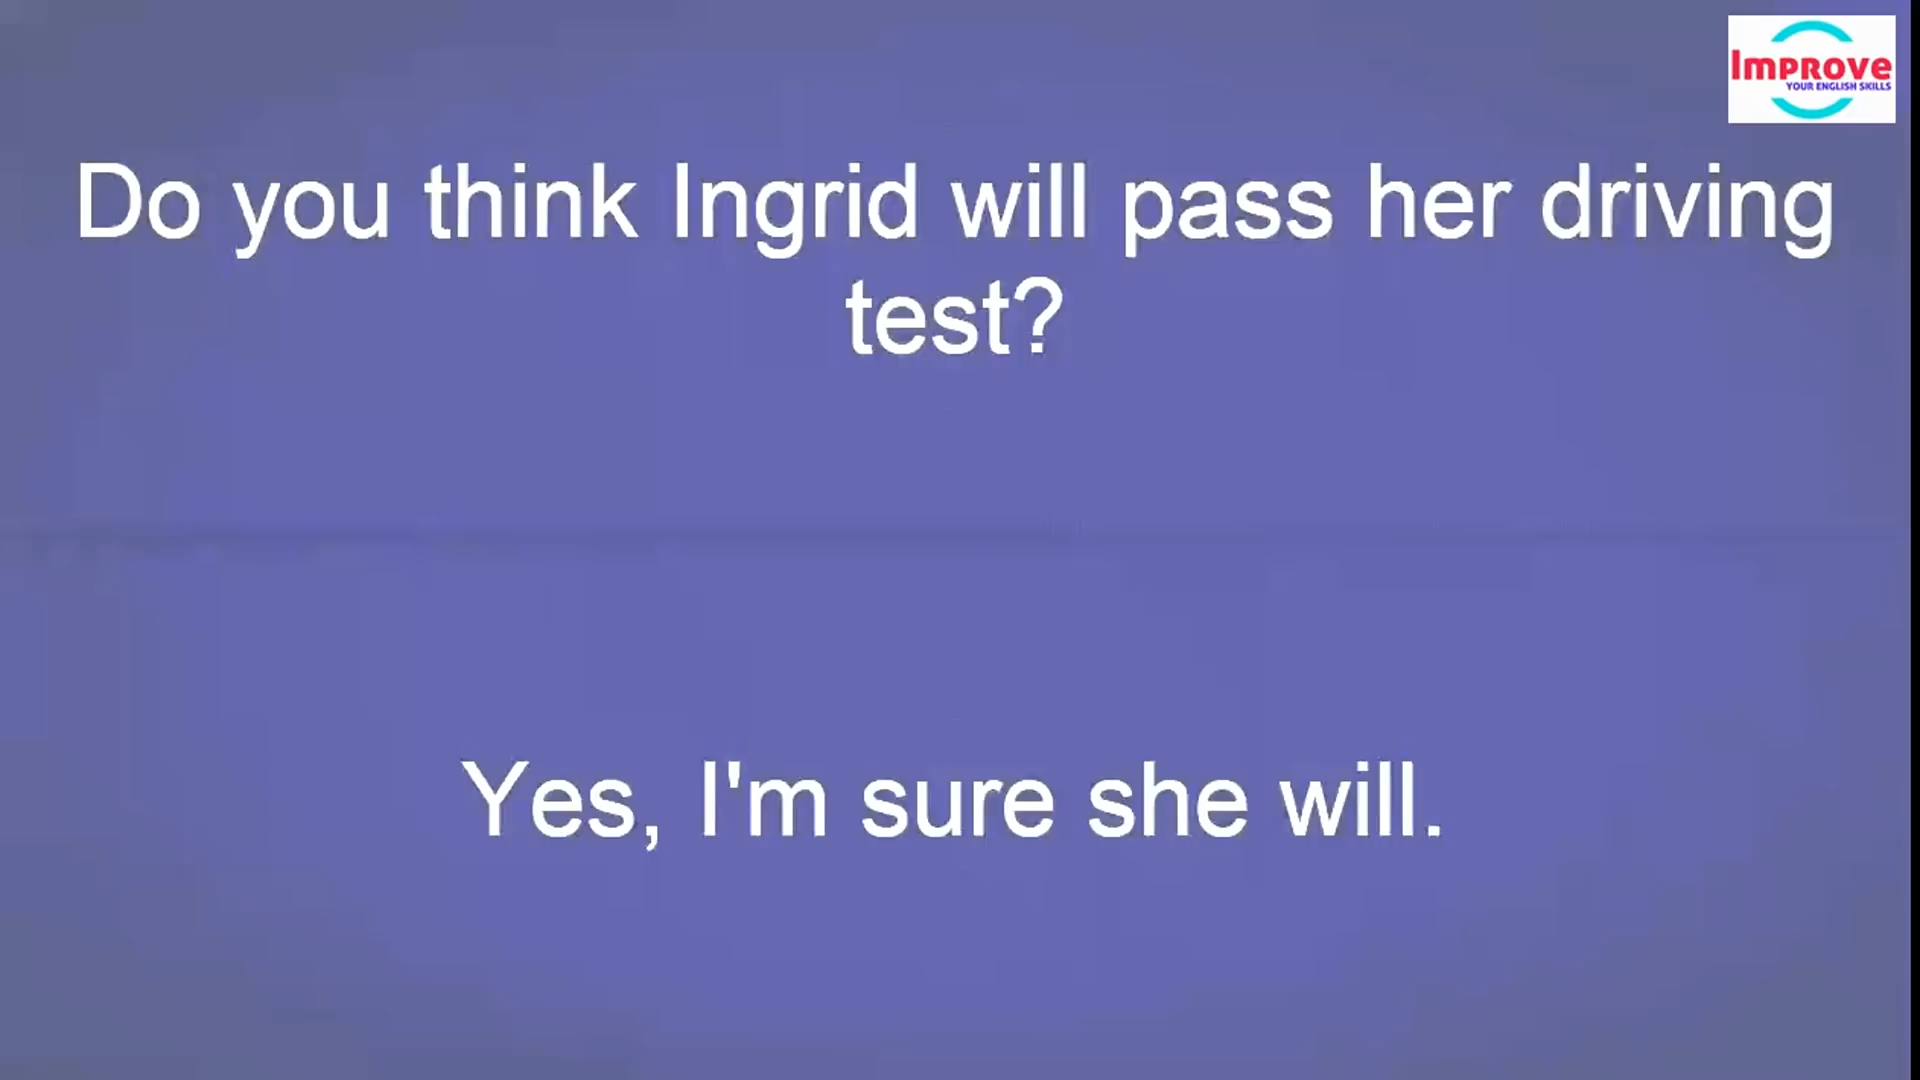 Improve
YOUR ENGLISH SKILLS
Do you think Ingrid will pass her driving
test?
Yes, I'm sure she will.